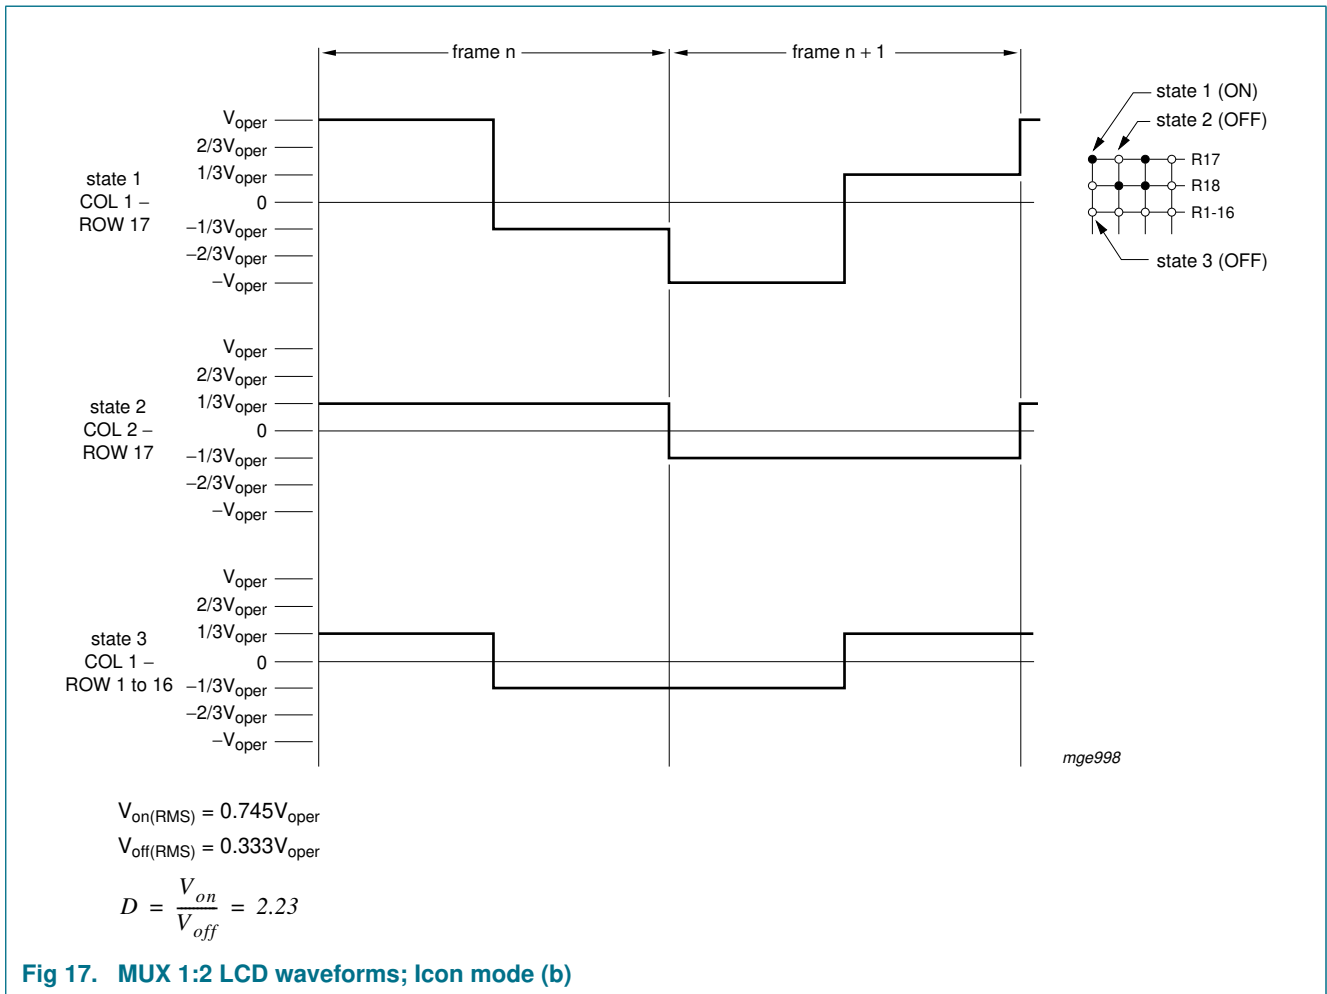 frame n
frame n + 1
state 1 (ON)
state 2 (OFF)
R17
R18
R1-16
state 3 (OFF)
state 1
COL 1 −
ROW 17
Voper
2/3Voper
1/3Voper
0
−1/3Voper
−2/3Voper
−Voper
state 2
COL 2 −
ROW 17
Voper
2/3Voper
1/3Voper
0
−1/3Voper
−2/3Voper
−Voper
state 3
COL 1 −
ROW 1 to 16
Voper
2/3Voper
1/3Voper
0
−1/3Voper
−2/3Voper
−Voper
mge998
Von(RMS) = 0.745Voper
Voff(RMS) = 0.333Voper
D = Von/Voff = 2.23
Fig 17. MUX 1:2 LCD waveforms; Icon mode (b)